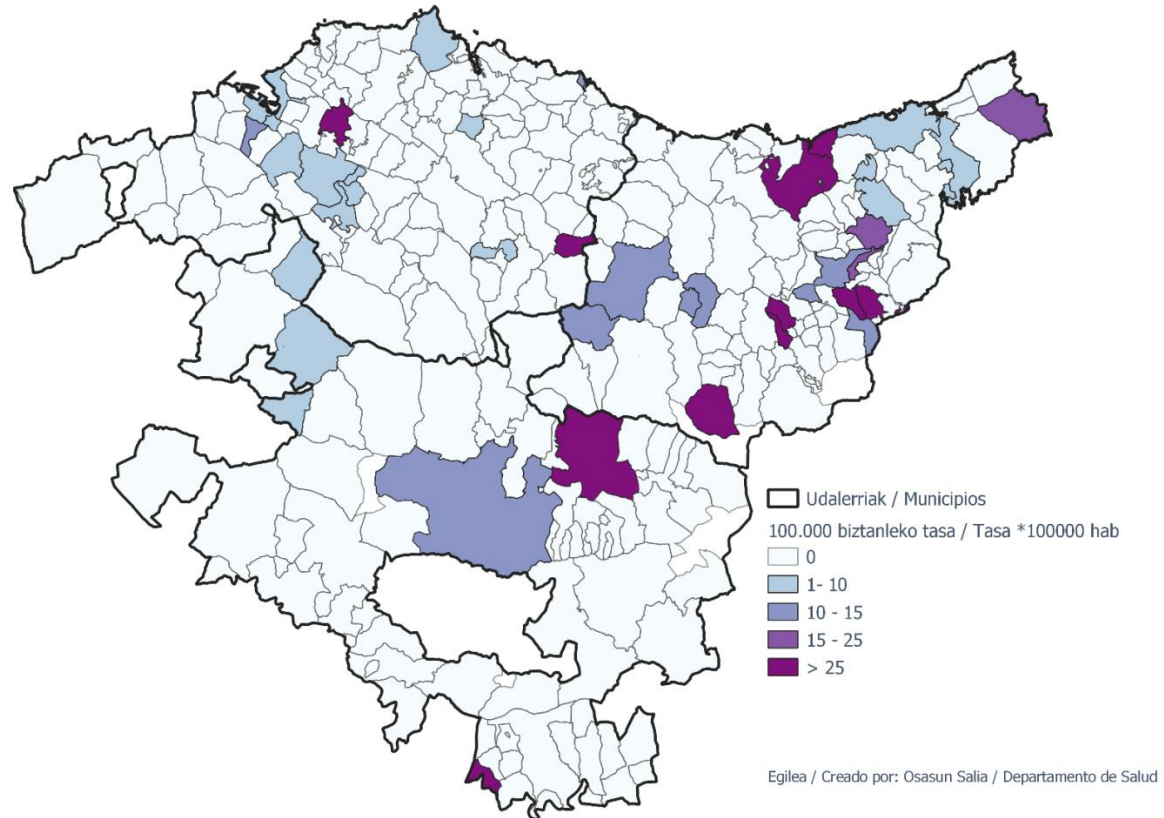 Udalerriak / Municipios
100.000 biztanleko tasa / Tasa *100000 hab
0
1- 10
10 - 15
15 - 25
> 25
Egilea / Creado por: Osasun Salia / Departamento de Salud